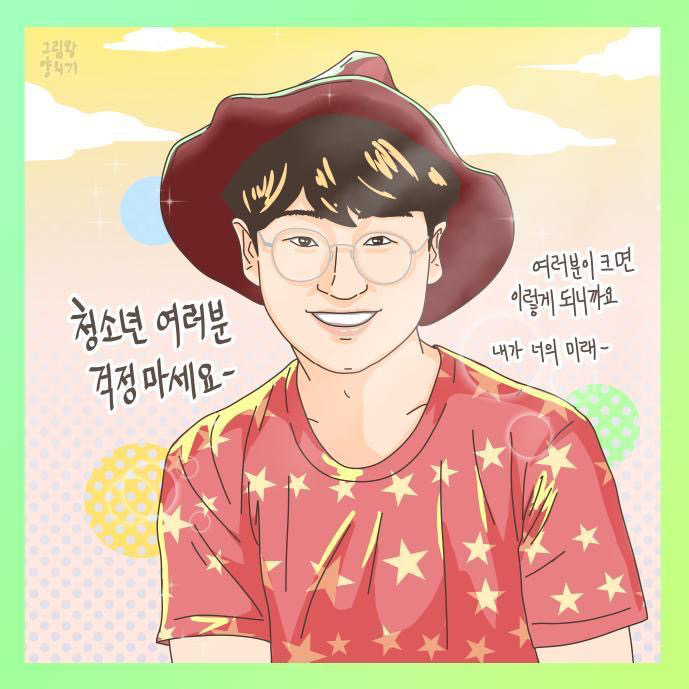 그림왕
양치기
청소년 여러분
걱정 마세요~
여러분이 크면
이렇게 되니까요
내가 너의 미래~